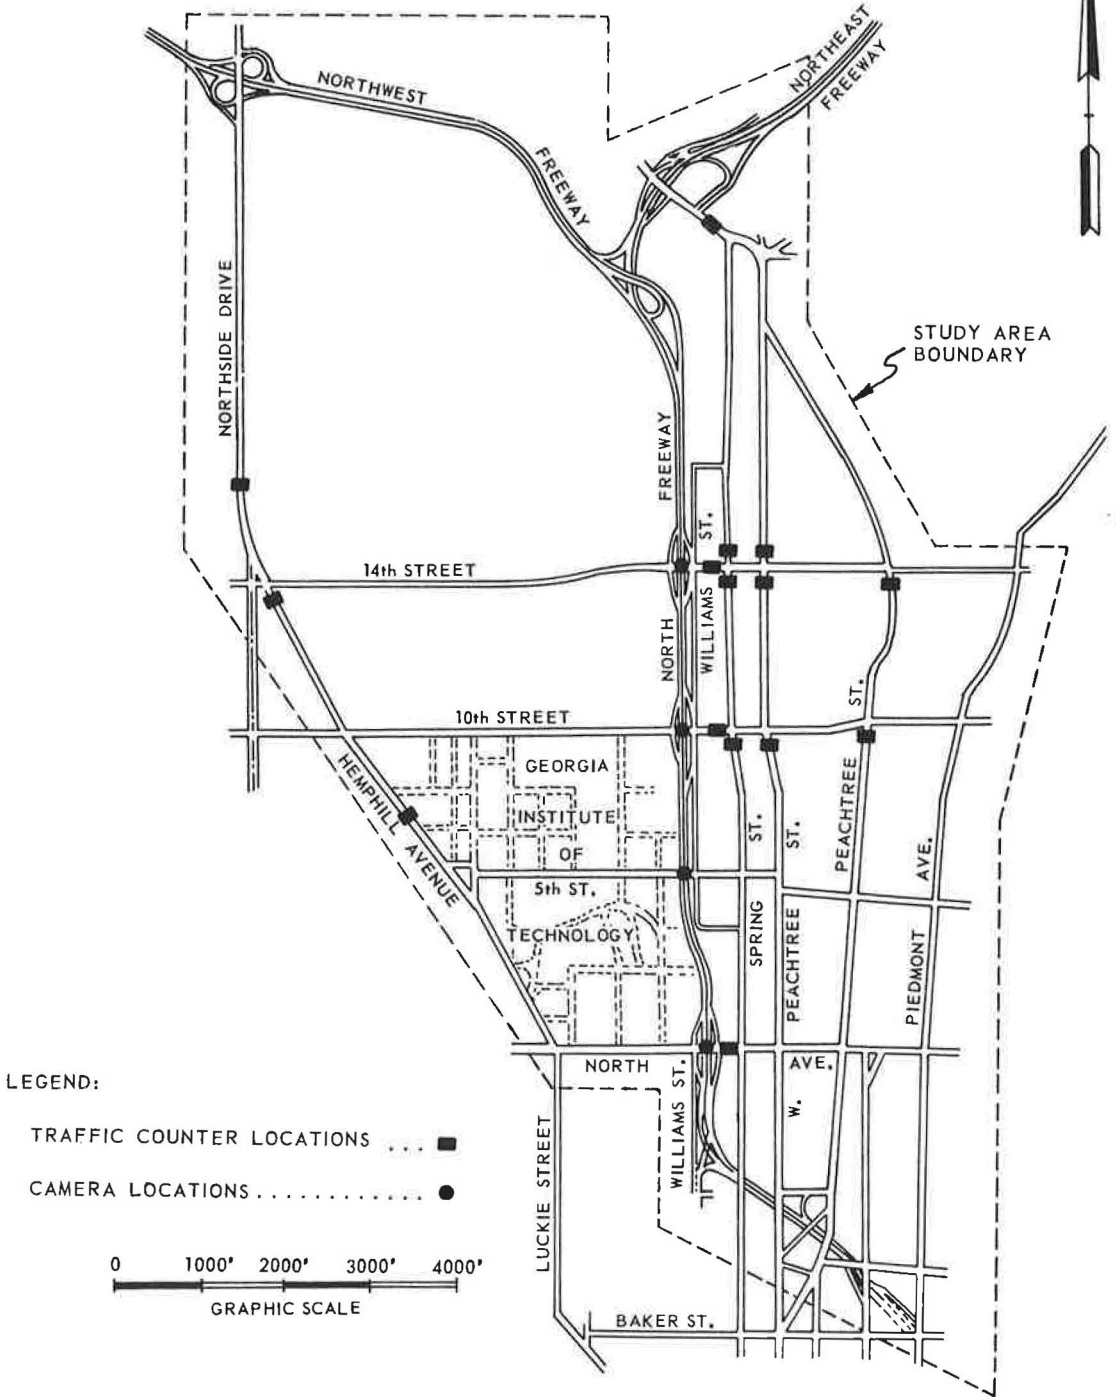 NORTHEAST
FREEWAY
NORTHWEST
FREEWAY
NORTHSIDE DRIVE
STUDY AREA
BOUNDARY
FREEWAY
NORTH
WILLIAMS ST.
14th STREET
10th STREET
HEMPHILL AVENUE
GEORGIA
INSTITUTE
OF
5th ST.
TECHNOLOGY
SPRING ST.
PEACHTREE ST.
W.
PEACHTREE ST.
PIEDMONT AVE.
NORTH AVE.
WILLIAMS ST.
LUCKIE STREET
BAKER ST.
LEGEND:
TRAFFIC COUNTER LOCATIONS ...
CAMERA LOCATIONS.............
0 1000' 2000' 3000' 4000'
GRAPHIC SCALE